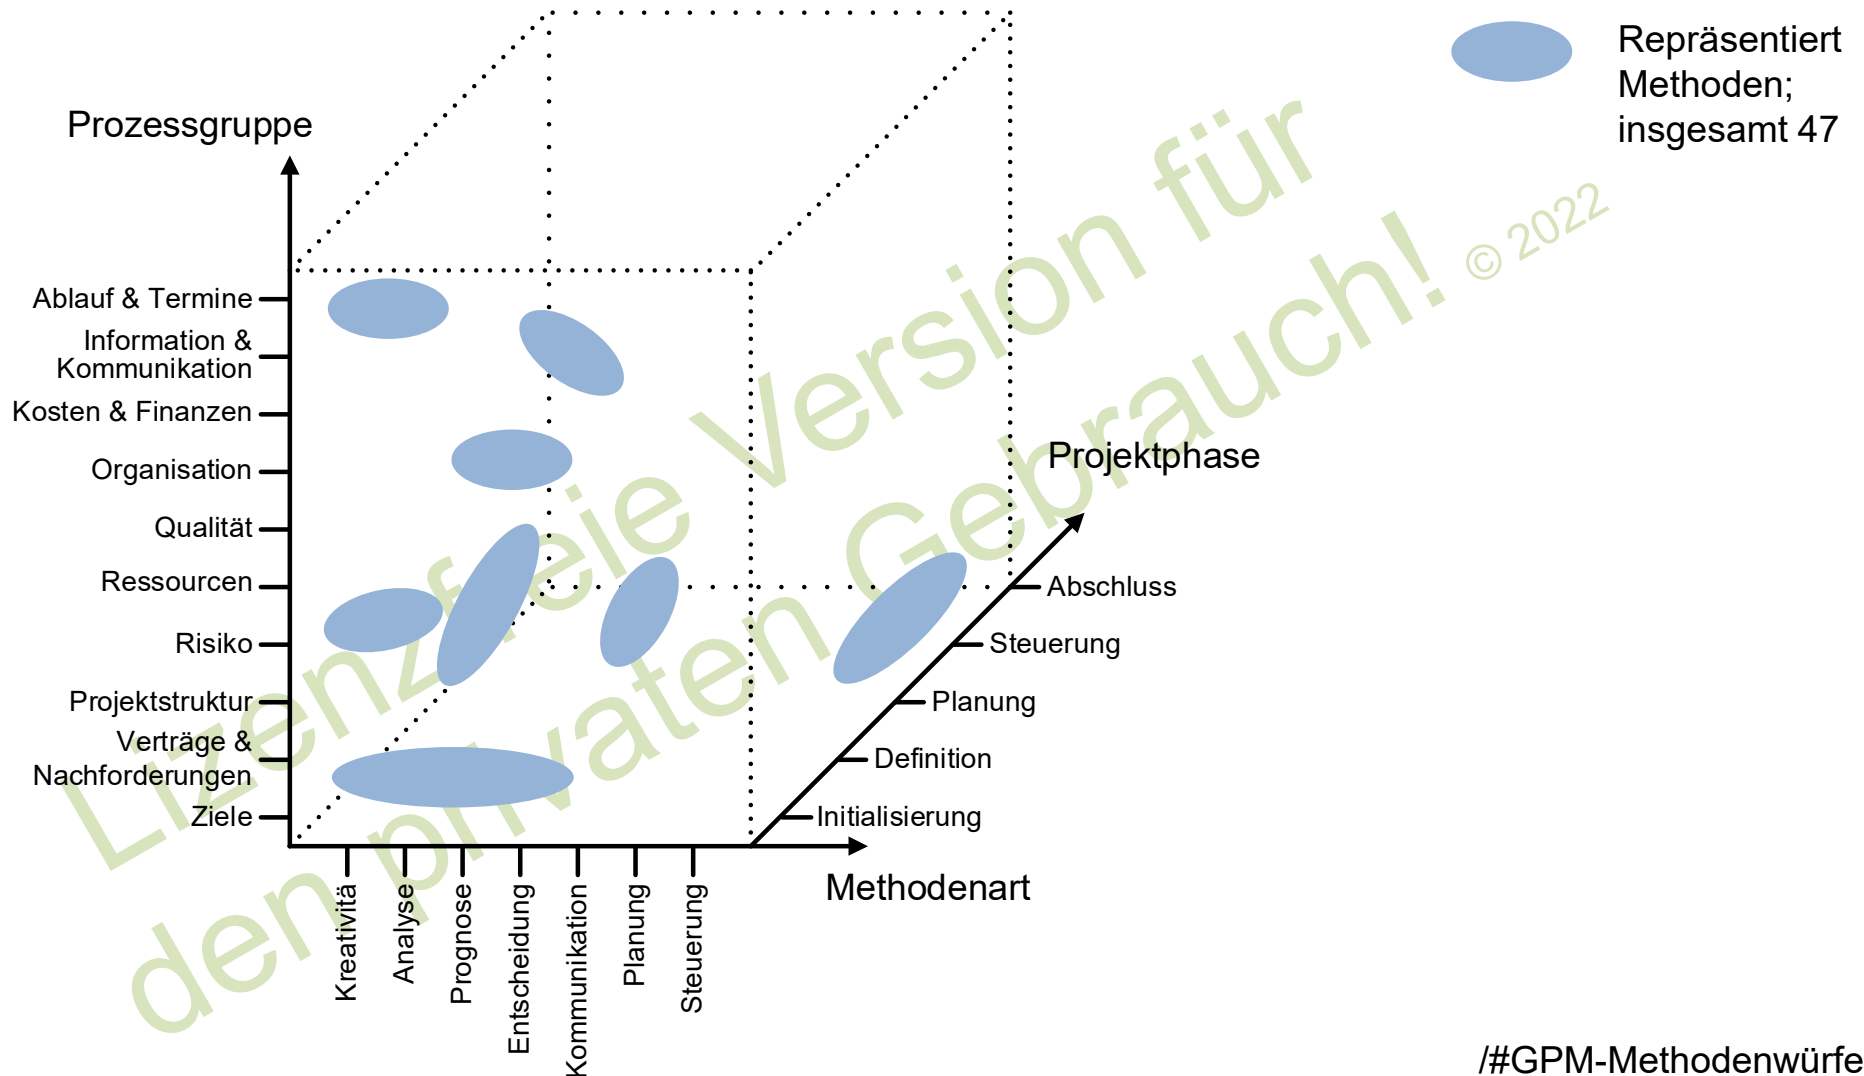 Repräsentiert
Methoden;
insgesamt 47
Prozessgruppe
Ablauf & Termine
Information &
Kommunikation
Kosten & Finanzen
Organisation
Qualität
Ressourcen
Risiko
Projektstruktur
Verträge &
Nachforderungen
Ziele
Projektphase
Abschluss
Steuerung
Planung
Definition
Initialisierung
Methodenart
Kreativitä
Analyse
Prognose
Entscheidung
Kommunikation
Planung
Steuerung
Lizenzfreie Version für
den privaten Gebrauch! © 2022
/#GPM-Methodenwürfe